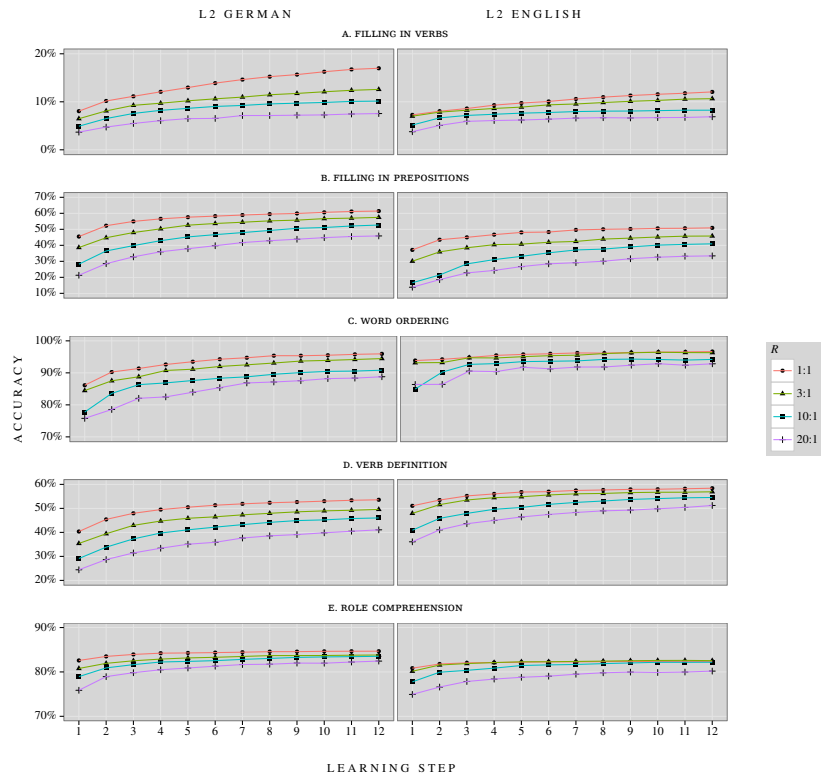 L2 GERMAN L2 ENGLISH
A. FILLING IN VERBS
20%
10%
0%
B. FILLING IN PREPOSITIONS
70%
60%
50%
40%
30%
20%
10%
C. WORD ORDERING
100%
90%
80%
70%
D. VERB DEFINITION
60%
50%
40%
30%
20%
E. ROLE COMPREHENSION
90%
80%
70%
1 2 3 4 5 6 7 8 9 10 11 12 1 2 3 4 5 6 7 8 9 10 11 12
LEARNING STEP
ACCURACY
R
1:1
3:1
10:1
20:1